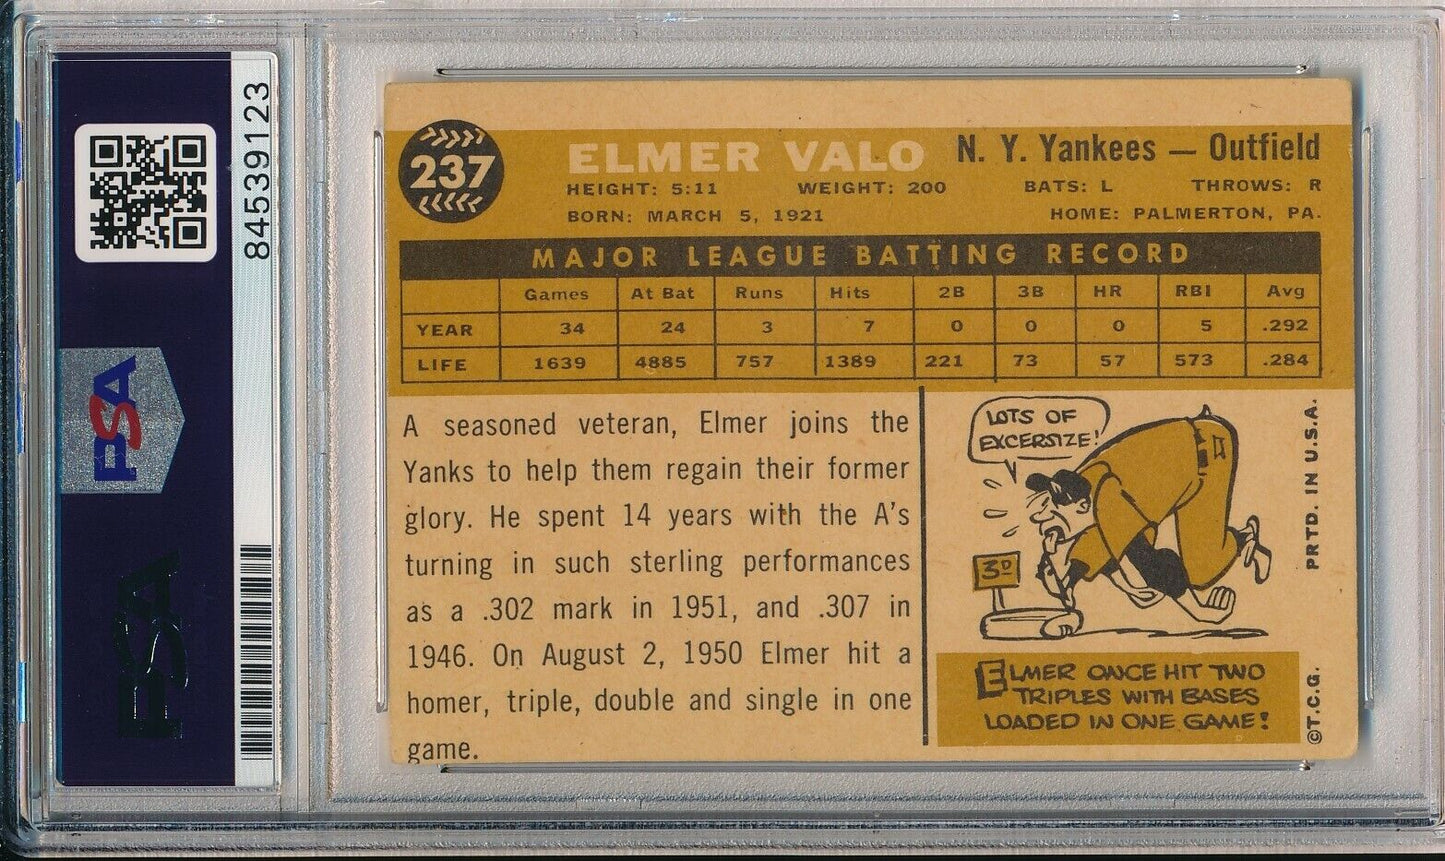 84539123
PSA
PSA
237
ELMER VALO
N. Y. Yankees — Outfield
HEIGHT: 5:11 WEIGHT: 200 BATS: L THROWS: R
BORN: MARCH 5, 1921 HOME: PALMERTON, PA.
MAJOR LEAGUE BATTING RECORD
Games At Bat Runs Hits 2B 3B HR RBI Avg
YEAR 34 24 3 7 0 0 0 5 .292
LIFE 1639 4885 757 1389 221 73 57 573 .284
A seasoned veteran, Elmer joins the
Yanks to help them regain their former
glory. He spent 14 years with the A's
turning in such sterling performances
as a .302 mark in 1951, and .307 in
1946. On August 2, 1950 Elmer hit a
homer, triple, double and single in one
game.
LOTS OF
EXCERSIZE!
3D
ELMER ONCE HIT TWO
TRIPLES WITH BASES
LOADED IN ONE GAME!
©T.C.G. PRTD. IN U.S.A.